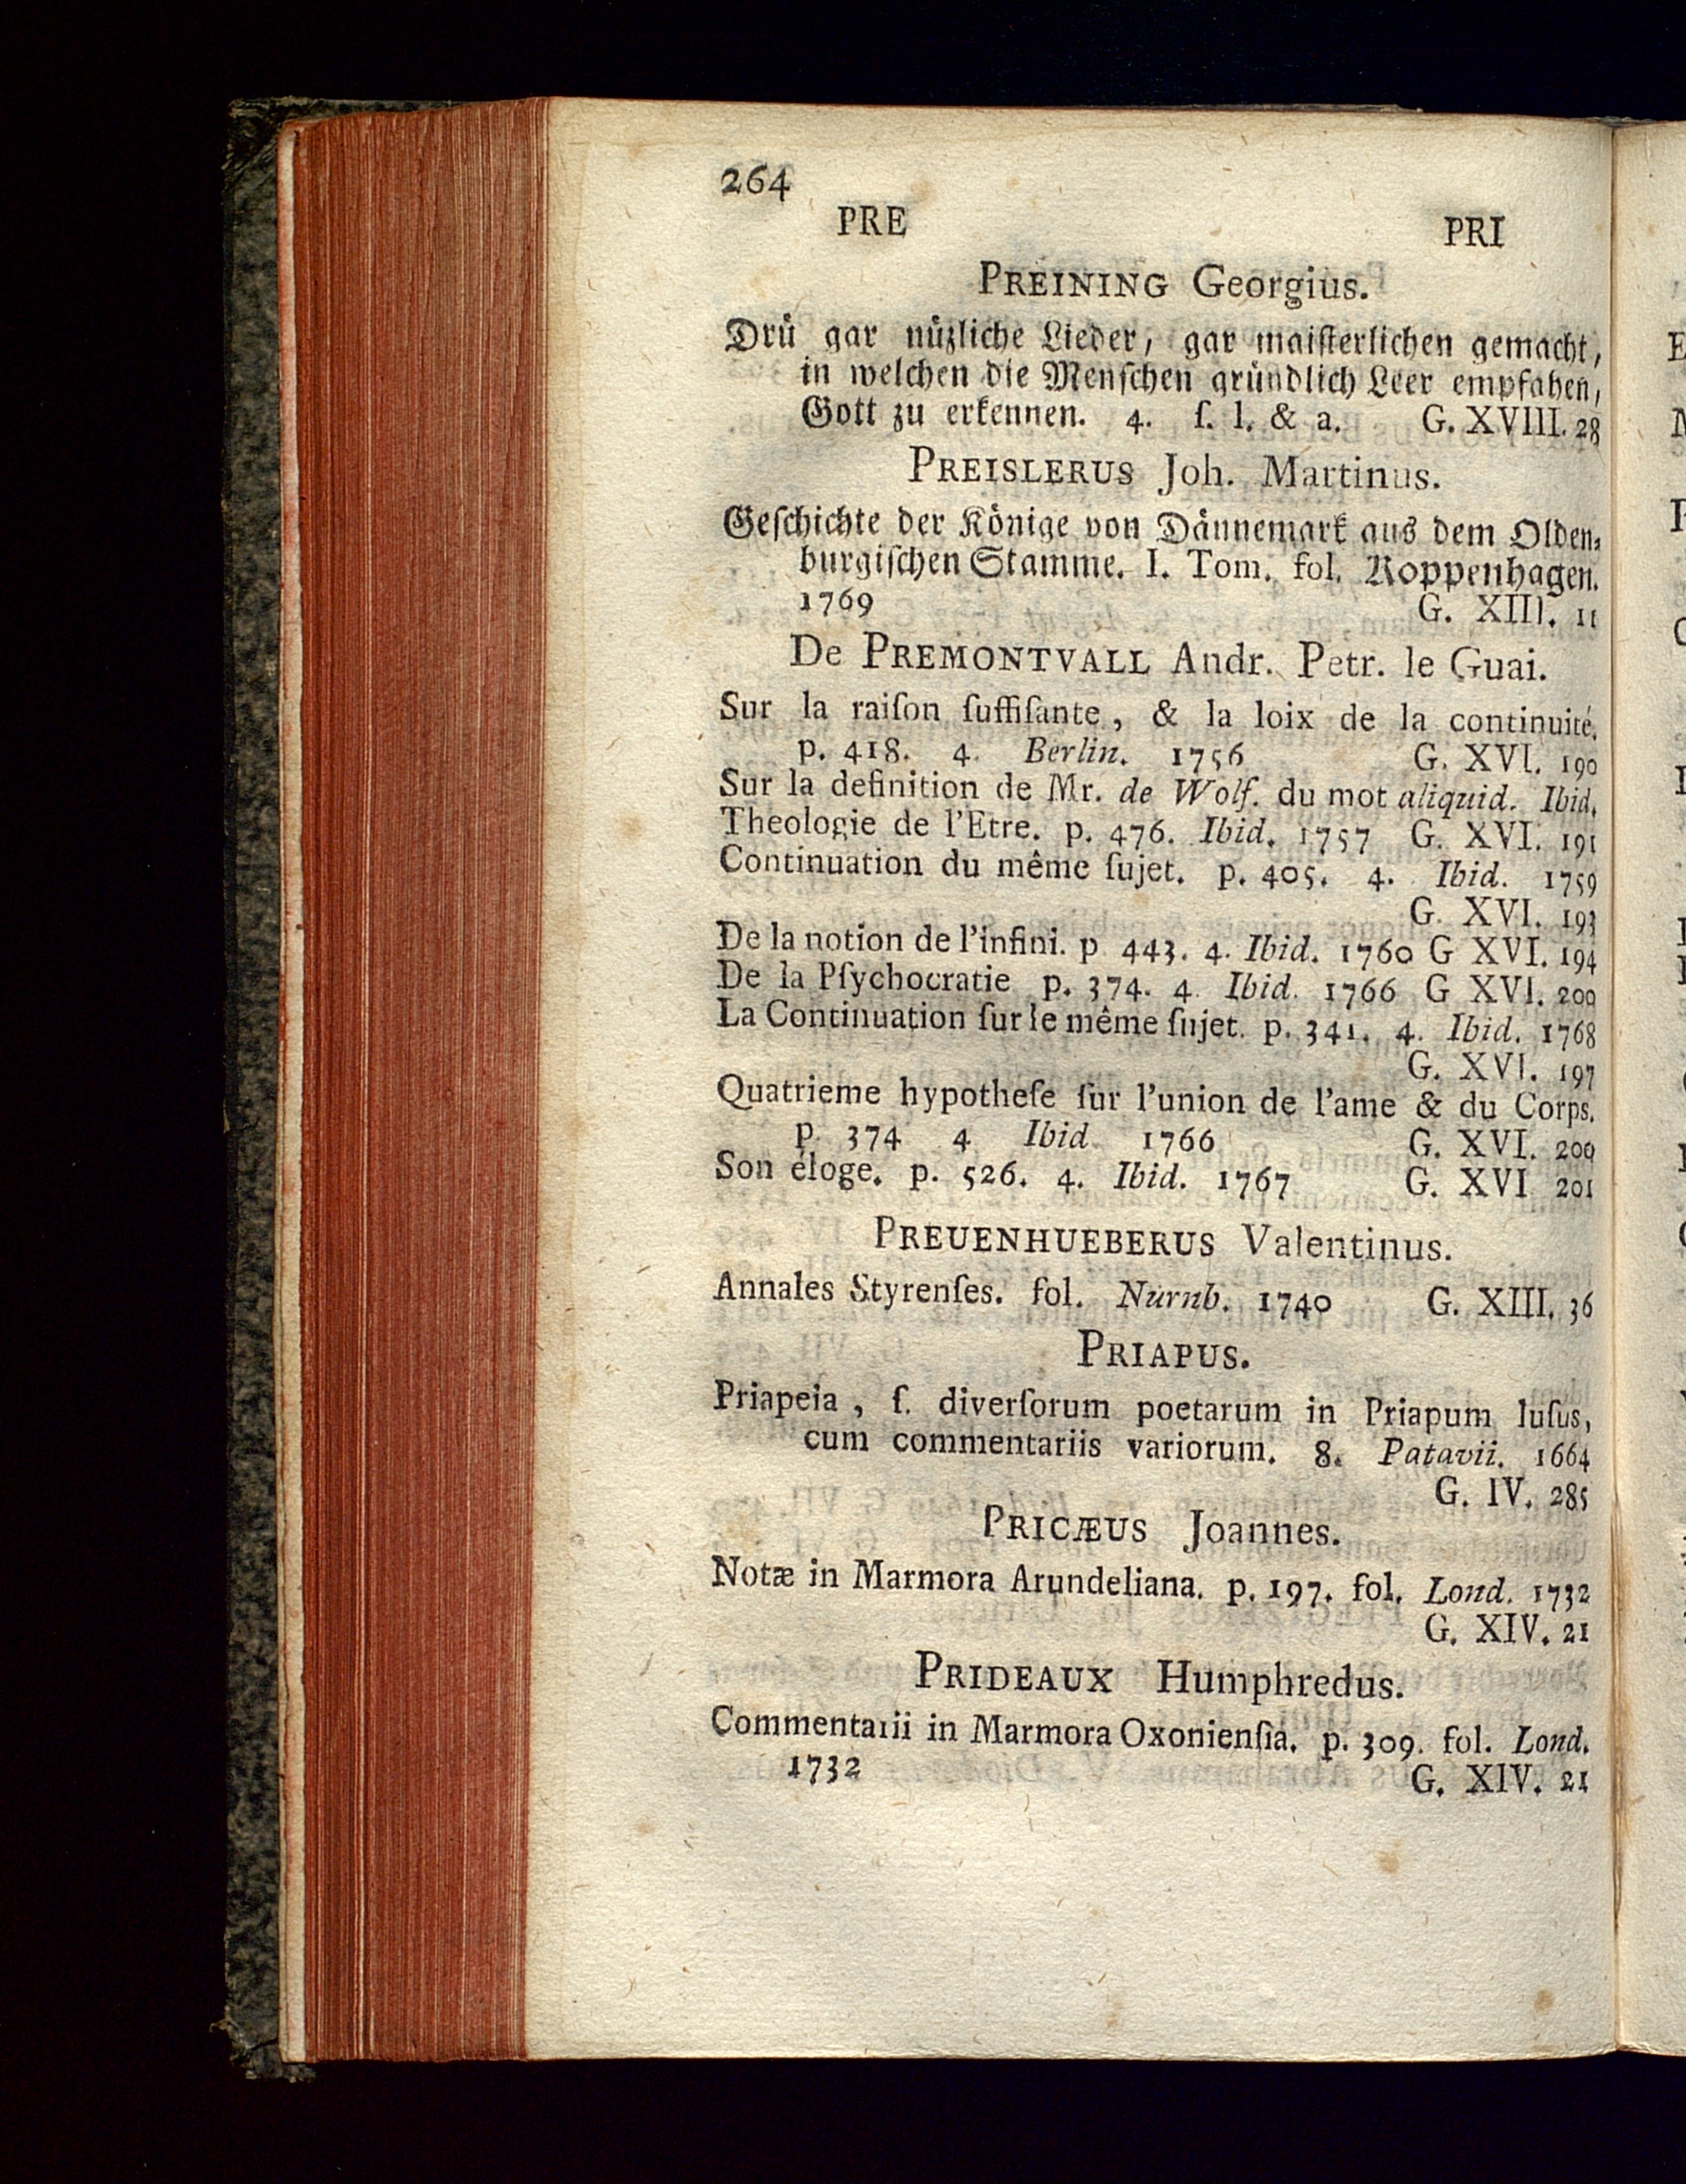 264
PRE PRI
PREINING Georgius.
Drü gar nüzliche Lieder, gar maiſterlichen gemacht,
in welchen die Menſchen gründlich Leer empfahen,
Gott zu erkennen. 4. ſ. l. & a. G. XVIII. 28
PREISLERUS Joh. Martinus.
Geſchichte der Könige von Dännemark aus dem Olden⸗
burgiſchen Stamme. I. Tom. fol. Koppenhagen.
1769 G. XIII. 11
De PREMONTVALL Andr. Petr. le Guai.
Sur la raiſon ſuffiſante, & la loix de la continuité.
p. 418. 4. Berlin. 1756 G. XVI. 190
Sur la definition de Mr. de Wolf. du mot aliquid. Ibid.
Theologie de l'Etre. p. 476. Ibid. 1757 G. XVI. 191
Continuation du même ſujet. p. 405. 4. Ibid. 1759
G. XVI. 193
De la notion de l'infini. p 443. 4. Ibid. 1760 G XVI. 194
De la Pſychocratie p. 374. 4. Ibid. 1766 G XVI. 200
La Continuation ſur le même ſujet. p. 341. 4. Ibid. 1768
G. XVI. 197
Quatrieme hypotheſe ſur l'union de l'ame & du Corps.
p. 374 4 Ibid. 1766 G. XVI. 200
Son éloge. p. 526. 4. Ibid. 1767 G. XVI 201
PREUENHUEBERUS Valentinus.
Annales Styrenſes. fol. Nürnb. 1740 G. XIII. 36
PRIAPUS.
Priapeia, ſ. diverſorum poetarum in Priapum luſus,
cum commentariis variorum. 8. Patavii. 1664
G. IV. 285
PRICÆUS Joannes.
Notæ in Marmora Arundeliana. p. 197. fol. Lond. 1732
G. XIV. 21
PRIDEAUX Humphredus.
Commentarii in Marmora Oxonienſia. p. 309. fol. Lond.
1732 G. XIV. 21